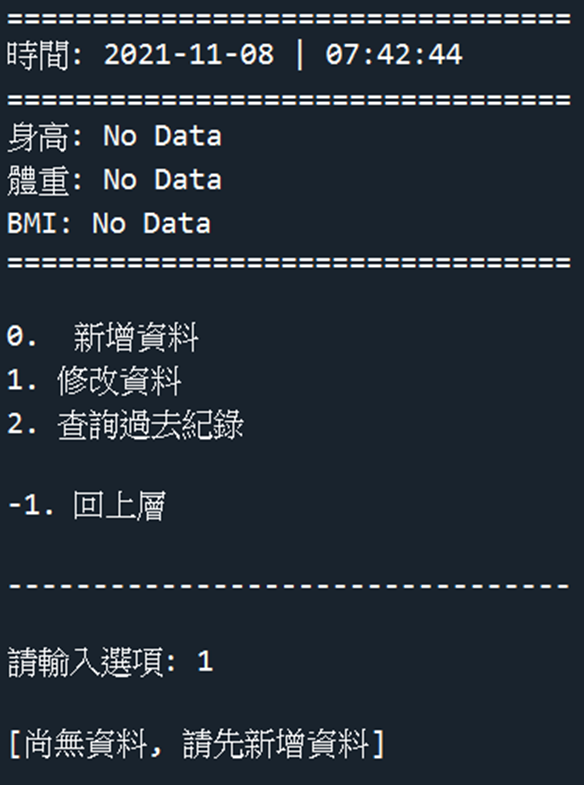 =================================
時間: 2021-11-08 | 07:42:44
=================================
身高: No Data
體重: No Data
BMI: No Data
=================================
0.  新增資料
1. 修改資料
2. 查詢過去紀錄
-1. 回上層
---------------------------------
請輸入選項: 1
[尚無資料, 請先新增資料]